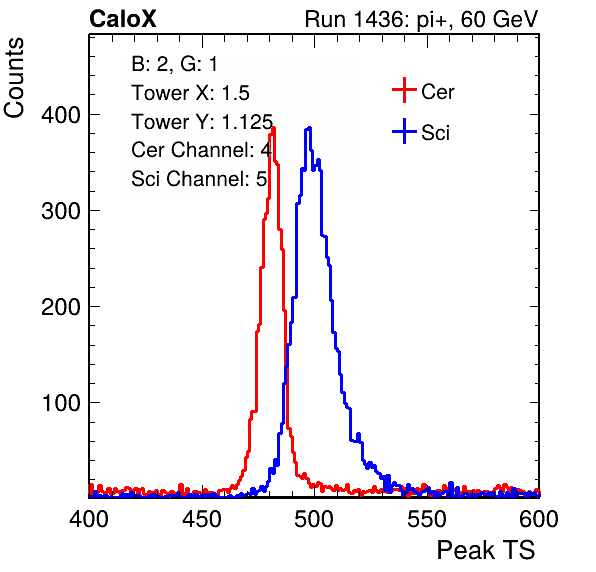 CaloX
Run 1436: pi+, 60 GeV
Counts
B: 2, G: 1
Tower X: 1.5
Tower Y: 1.125
Cer Channel: 4
Sci Channel: 5
Cer
Sci
400
300
200
100
400 450 500 550 600
Peak TS